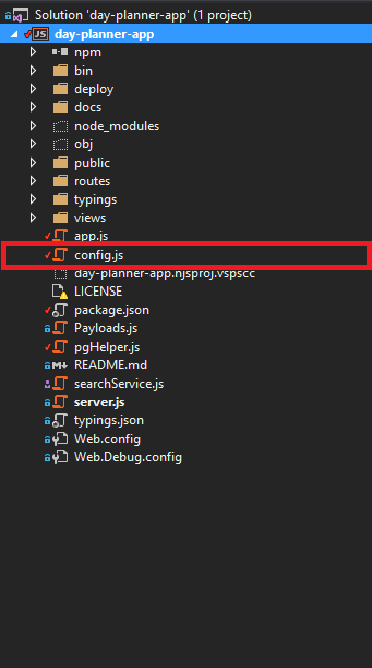 Solution 'day-planner-app' (1 project)
JS day-planner-app
npm
bin
deploy
docs
node_modules
obj
public
routes
typings
views
app.js
config.js
day-planner-app.njsproj.vspscc
LICENSE
package.json
Payloads.js
pgHelper.js
README.md
searchService.js
server.js
typings.json
Web.config
Web.Debug.config